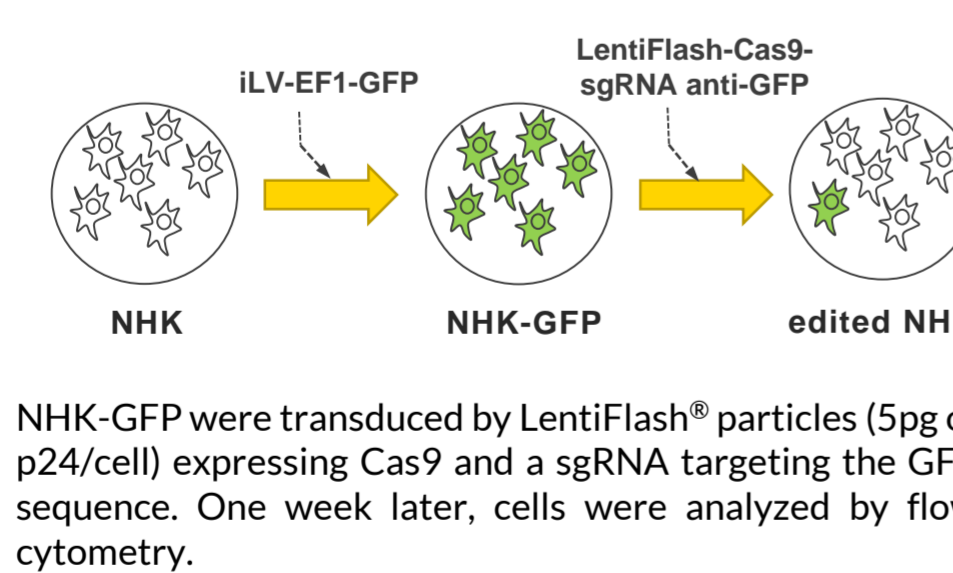 LentiFlash-Cas9-
sgRNA anti-GFP
iLV-EF1-GFP
NHK
NHK-GFP
edited NH
NHK-GFP were transduced by LentiFlash® particles (5pg
p24/cell) expressing Cas9 and a sgRNA targeting the GF
sequence. One week later, cells were analyzed by flow
cytometry.